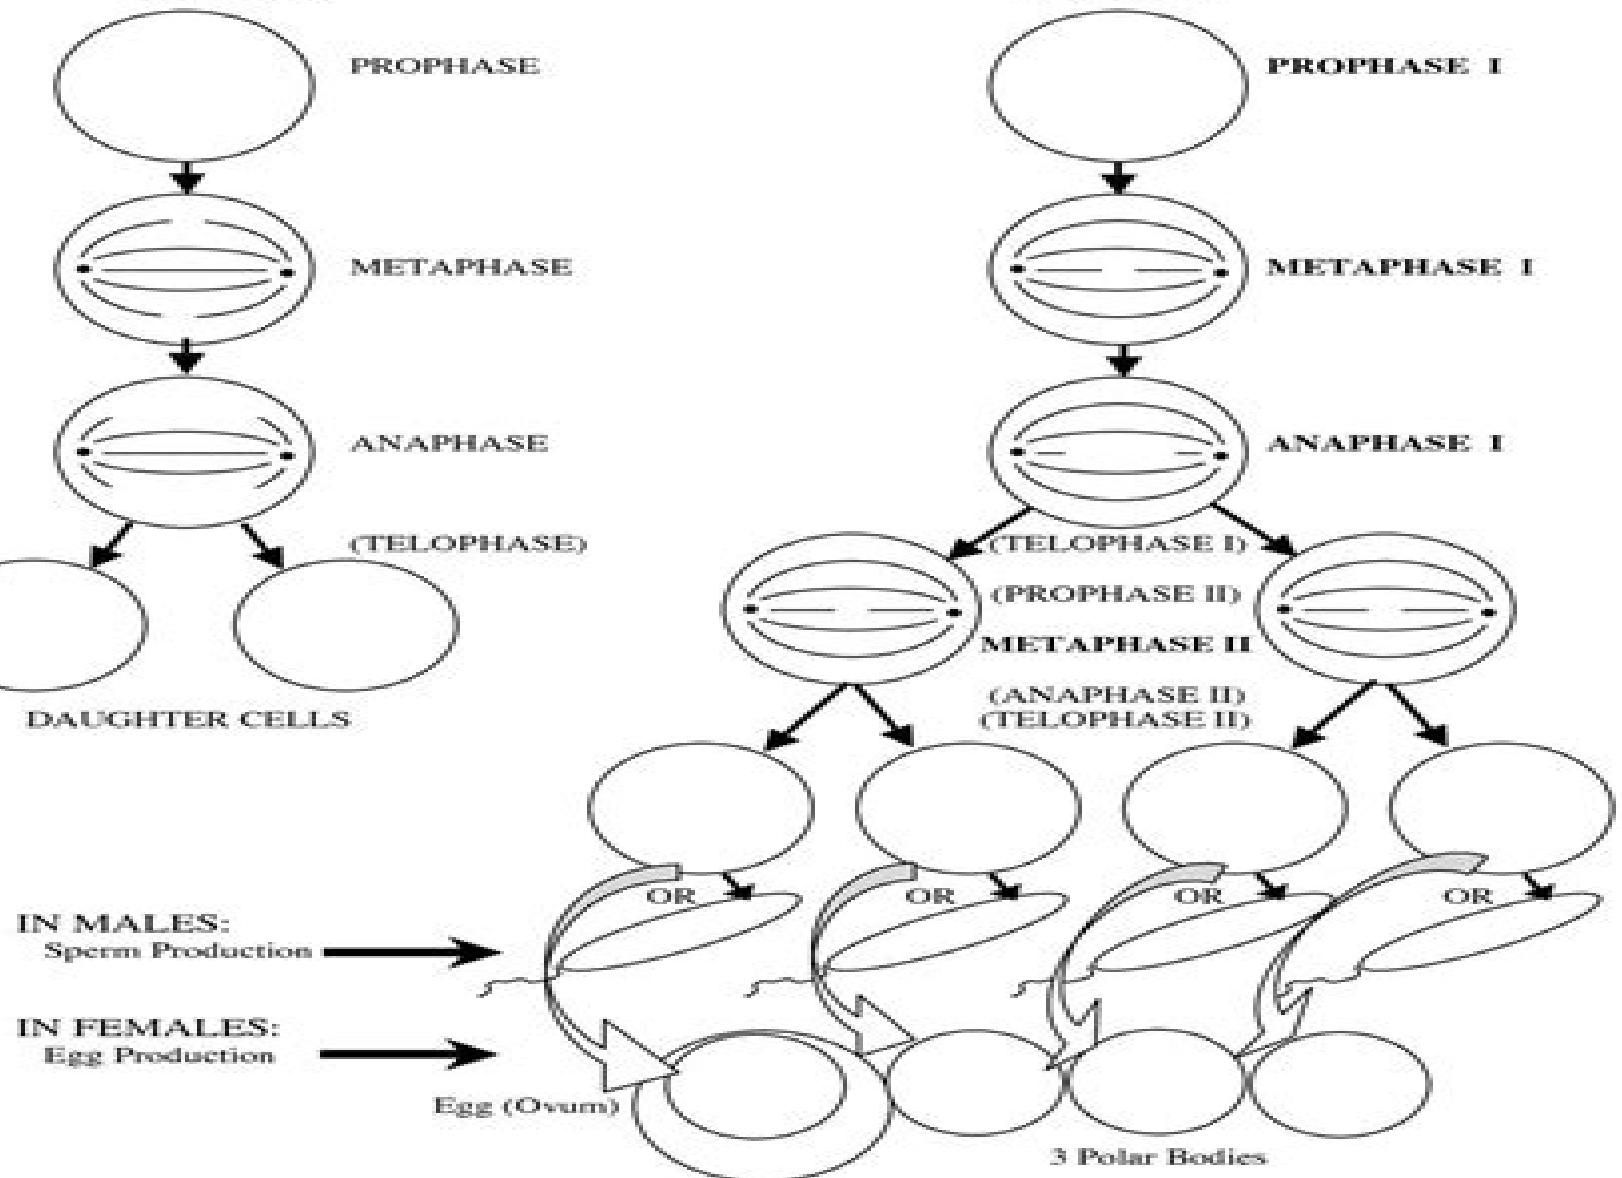 PROPHASE
METAPHASE
ANAPHASE
(TELOPHASE)
DAUGHTER CELLS
PROPHASE I
METAPHASE I
ANAPHASE I
(TELOPHASE I)
(PROPHASE II)
METAPHASE II
(ANAPHASE II)
(TELOPHASE II)
OR
OR
OR
OR
IN MALES:
Sperm Production
IN FEMALES:
Egg Production
Egg (Ovum)
3 Polar Bodies